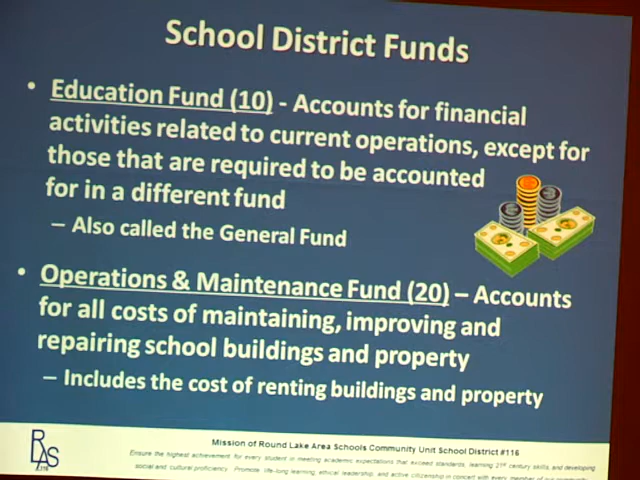 School District Funds
• Education Fund (10) - Accounts for financial
activities related to current operations, except for
those that are required to be accounted
for in a different fund
– Also called the General Fund
• Operations & Maintenance Fund (20) – Accounts
for all costs of maintaining, improving and
repairing school buildings and property
– Includes the cost of renting buildings and property
RLAS
116
Mission of Round Lake Area Schools Community Unit School District #116
Ensure the highest achievement for every student in meeting academic expectations that exceed standards, learning 21st century skills, and developing
social and cultural proficiency. Promote life-long learning, ethical leadership, and active citizenship in concert with every member of our community